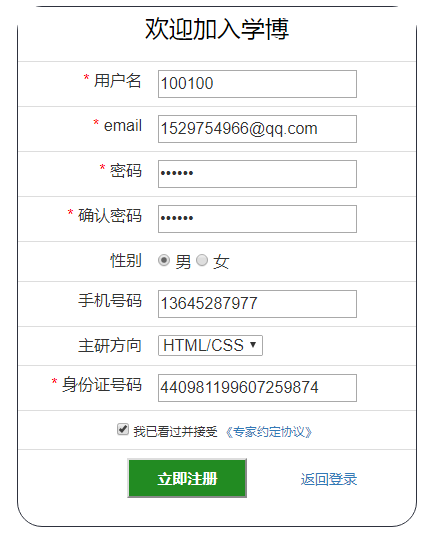 欢迎加入学博
* 用户名 100100
* email 1529754966@qq.com
* 密码 ••••••
* 确认密码 ••••••
性别 男 女
手机号码 13645287977
主研方向 HTML/CSS
* 身份证号码 440981199607259874
我已看过并接受 《专家约定协议》
立即注册 返回登录